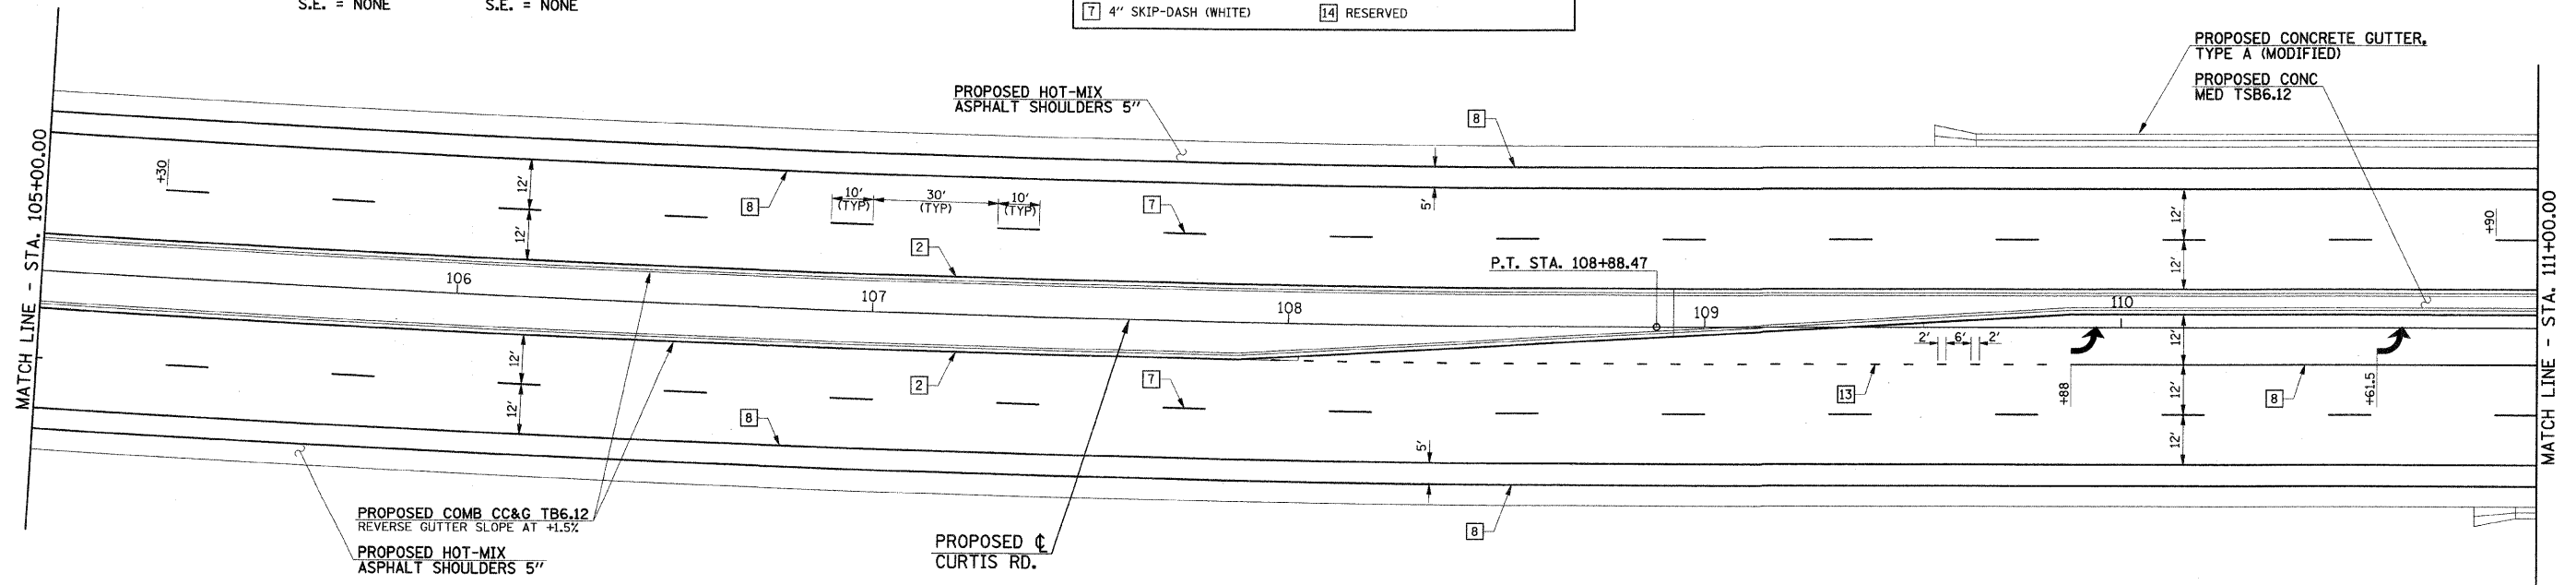 S.E. = NONE S.E. = NONE
7 4" SKIP-DASH (WHITE) 14 RESERVED
PROPOSED CONCRETE GUTTER,
TYPE A (MODIFIED)
PROPOSED CONC
MED TSB6.12
PROPOSED HOT-MIX
ASPHALT SHOULDERS 5"
8
MATCH LINE - STA. 105+00.00
+30
12'
12'
8
10'
(TYP)
30'
(TYP)
10'
(TYP)
7
5'
12'
12'
+90
MATCH LINE - STA. 111+00.00
2
P.T. STA. 108+88.47
106
107
108
109
110
12'
12'
2
7
2' 6' 2'
13
+88
12'
12'
12'
+61.5
8
8
5'
8
PROPOSED COMB CC&G TB6.12
REVERSE GUTTER SLOPE AT +1.5%
PROPOSED HOT-MIX
ASPHALT SHOULDERS 5"
PROPOSED ℄
CURTIS RD.